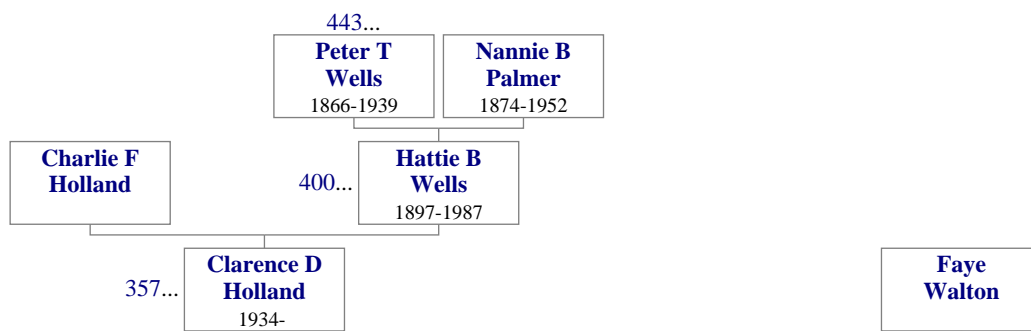 443...
Peter T
Wells
1866-1939
Nannie B
Palmer
1874-1952
Charlie F
Holland
400...
Hattie B
Wells
1897-1987
357...
Clarence D
Holland
1934-
Faye
Walton